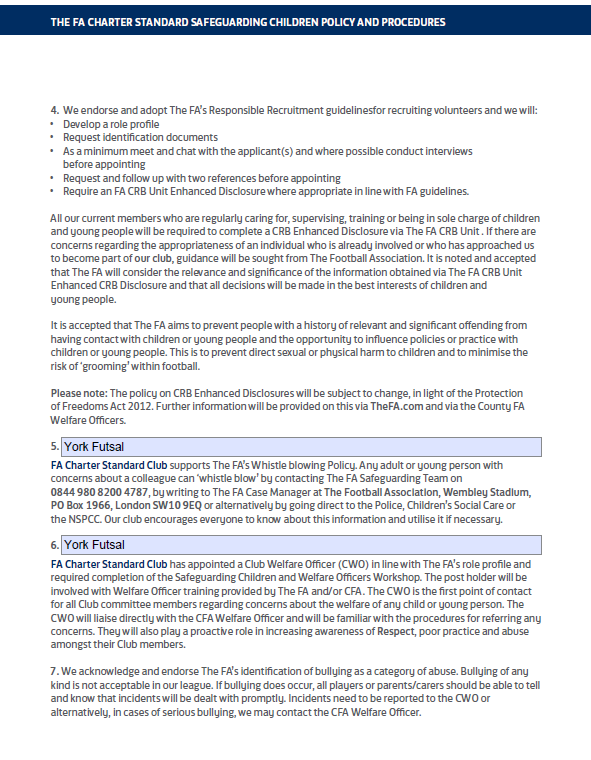 THE FA CHARTER STANDARD SAFEGUARDING CHILDREN POLICY AND PROCEDURES
4. We endorse and adopt The FA's Responsible Recruitment guidelinesfor recruiting volunteers and we will:
• Develop a role profile
• Request identification documents
• As a minimum meet and chat with the applicant(s) and where possible conduct interviews
before appointing
• Request and follow up with two references before appointing
• Require an FA CRB Unit Enhanced Disclosure where appropriate in line with FA guidelines.
All our current members who are regularly caring for, supervising, training or being in sole charge of children
and young people will be required to complete a CRB Enhanced Disclosure via The FA CRB Unit . If there are
concerns regarding the appropriateness of an individual who is already involved or who has approached us
to become part of our club, guidance will be sought from The Football Association. It is noted and accepted
that The FA will consider the relevance and significance of the information obtained via The FA CRB Unit
Enhanced CRB Disclosure and that all decisions will be made in the best interests of children and
young people.
It is accepted that The FA aims to prevent people with a history of relevant and significant offending from
having contact with children or young people and the opportunity to influence policies or practice with
children or young people. This is to prevent direct sexual or physical harm to children and to minimise the
risk of 'grooming' within football.
Please note: The policy on CRB Enhanced Disclosures will be subject to change, in light of the Protection
of Freedoms Act 2012. Further information will be provided on this via TheFA.com and via the County FA
Welfare Officers.
5. York Futsal
FA Charter Standard Club supports The FA's Whistle blowing Policy. Any adult or young person with
concerns about a colleague can 'whistle blow' by contacting The FA Safeguarding Team on
0844 980 8200 4787, by writing to The FA Case Manager at The Football Association, Wembley Stadium,
PO Box 1966, London SW10 9EQ or alternatively by going direct to the Police, Children's Social Care or
the NSPCC. Our club encourages everyone to know about this information and utilise it if necessary.
6. York Futsal
FA Charter Standard Club has appointed a Club Welfare Officer (CWO) in line with The FA's role profile and
required completion of the Safeguarding Children and Welfare Officers Workshop. The post holder will be
involved with Welfare Officer training provided by The FA and/or CFA. The CWO is the first point of contact
for all Club committee members regarding concerns about the welfare of any child or young person. The
CWO will liaise directly with the CFA Welfare Officer and will be familiar with the procedures for referring any
concerns. They will also play a proactive role in increasing awareness of Respect, poor practice and abuse
amongst their Club members.
7. We acknowledge and endorse The FA's identification of bullying as a category of abuse. Bullying of any
kind is not acceptable in our league. If bullying does occur, all players or parents/carers should be able to tell
and know that incidents will be dealt with promptly. Incidents need to be reported to the CWO or
alternatively, in cases of serious bullying, we may contact the CFA Welfare Officer.